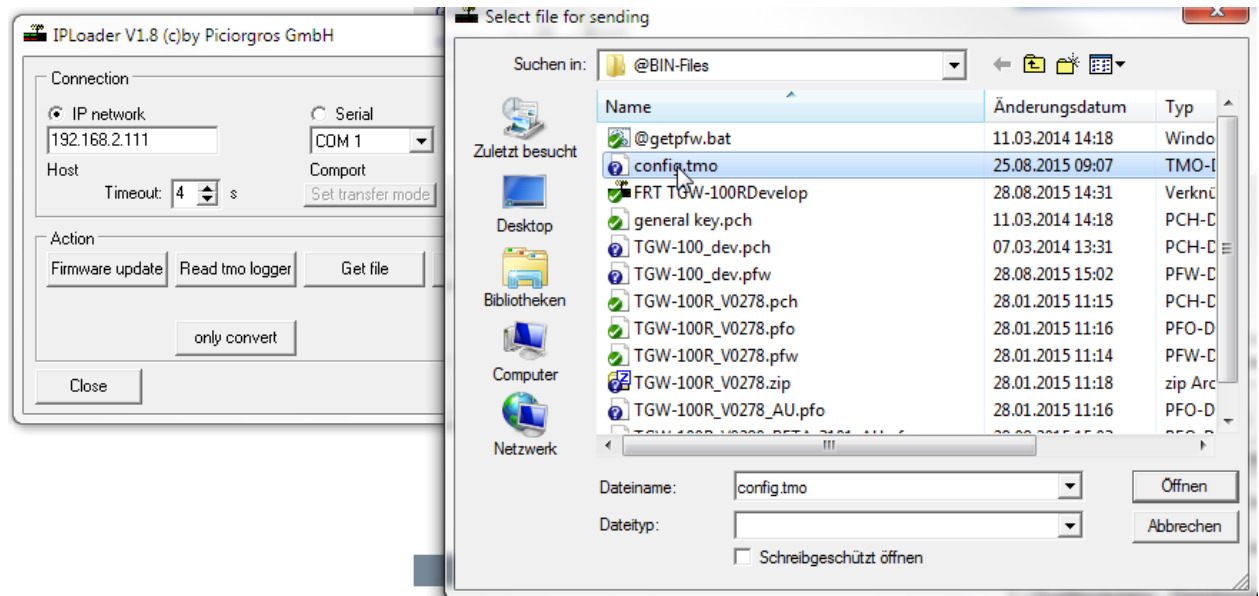 IPLoader V1.8 (c)by Piciorgros GmbH
Connection
IP network
Serial
192.168.2.111
COM 1
Host
Comport
Timeout: 4 s
Set transfer mode
Action
Firmware update
Read tmo logger
Get file
only convert
Close
Select file for sending
Suchen in: @BIN-Files
Zuletzt besucht
Desktop
Bibliotheken
Computer
Netzwerk
Name Änderungsdatum Typ
@getpfw.bat 11.03.2014 14:18 Windo
config.tmo 25.08.2015 09:07 TMO-D
FRT TGW-100RDevelop 28.08.2015 14:31 Verknü
general key.pch 11.03.2014 14:18 PCH-D
TGW-100_dev.pch 07.03.2014 13:31 PCH-D
TGW-100_dev.pfw 28.08.2015 15:02 PFW-D
TGW-100R_V0278.pch 28.01.2015 11:15 PCH-D
TGW-100R_V0278.pfo 28.01.2015 11:16 PFO-D
TGW-100R_V0278.pfw 28.01.2015 11:14 PFW-D
TGW-100R_V0278.zip 28.01.2015 11:18 zip Arc
TGW-100R_V0278_AU.pfo 28.01.2015 11:16 PFO-D
Dateiname: config.tmo
Öffnen
Dateityp:
Abbrechen
Schreibgeschützt öffnen